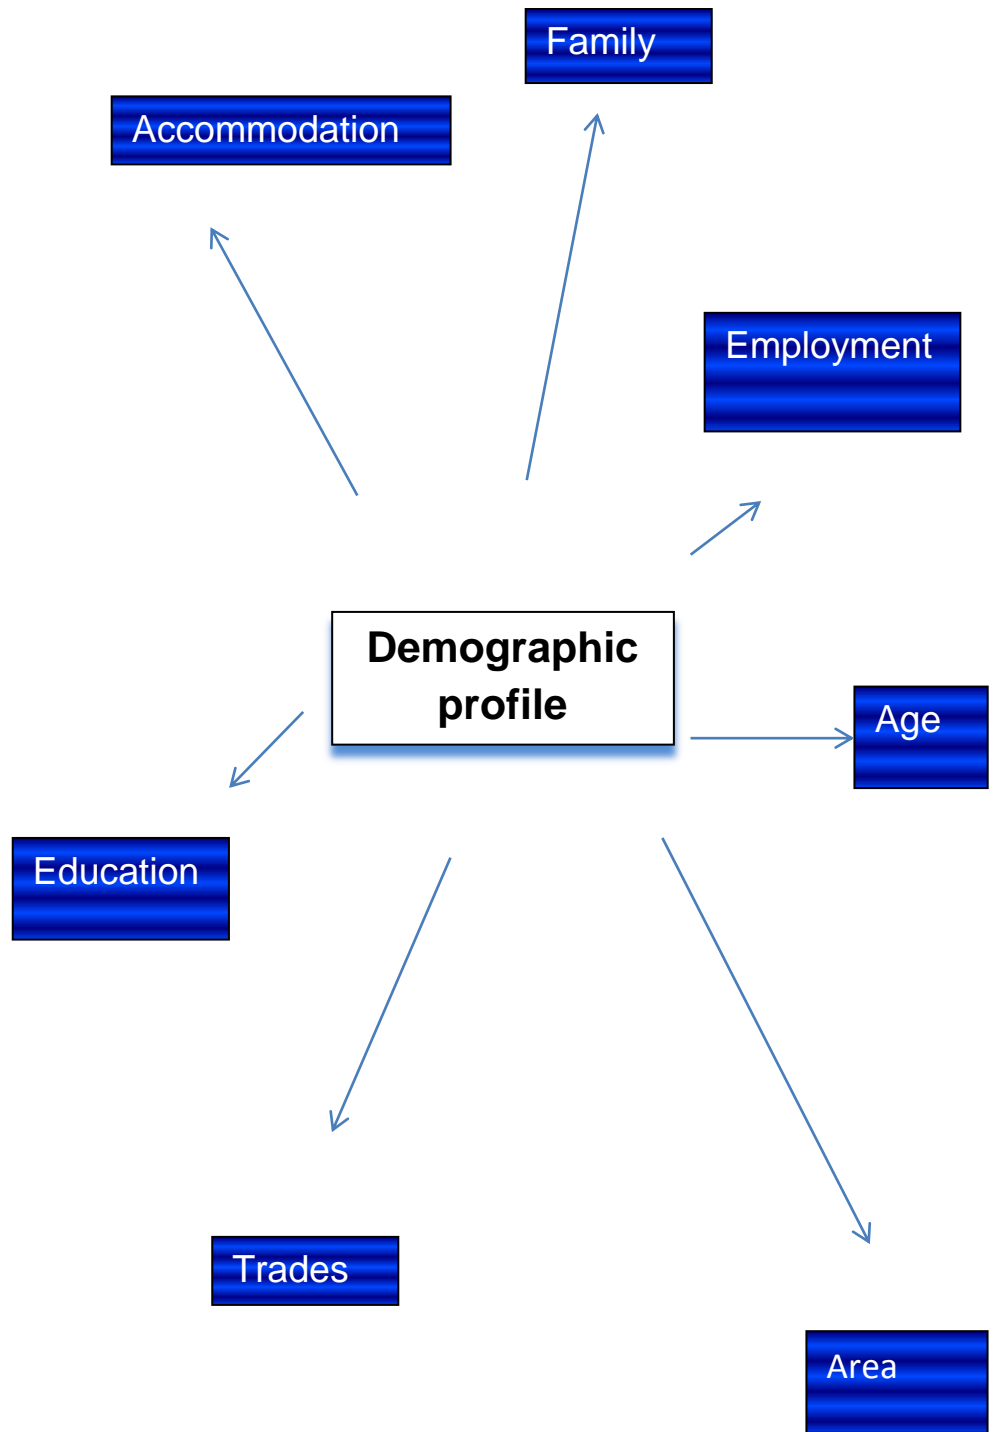 Family
Accommodation
Employment
Demographic
profile
Age
Education
Trades
Area